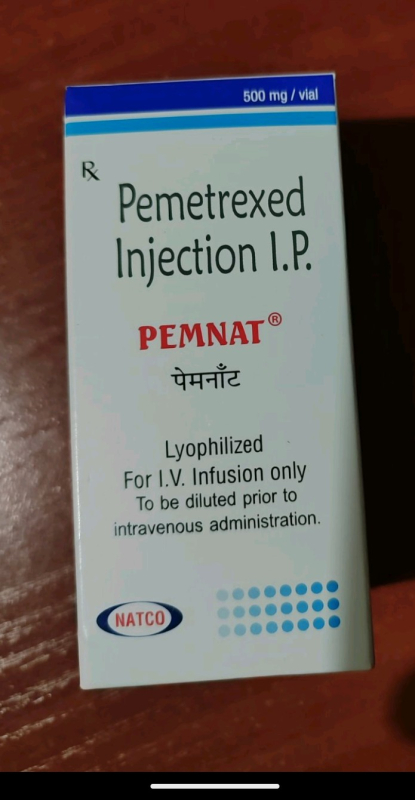 500 mg / vial
℞
Pemetrexed
Injection I.P.
PEMNAT®
पेमनाँट
Lyophilized
For I.V. Infusion only
To be diluted prior to
intravenous administration.
NATCO